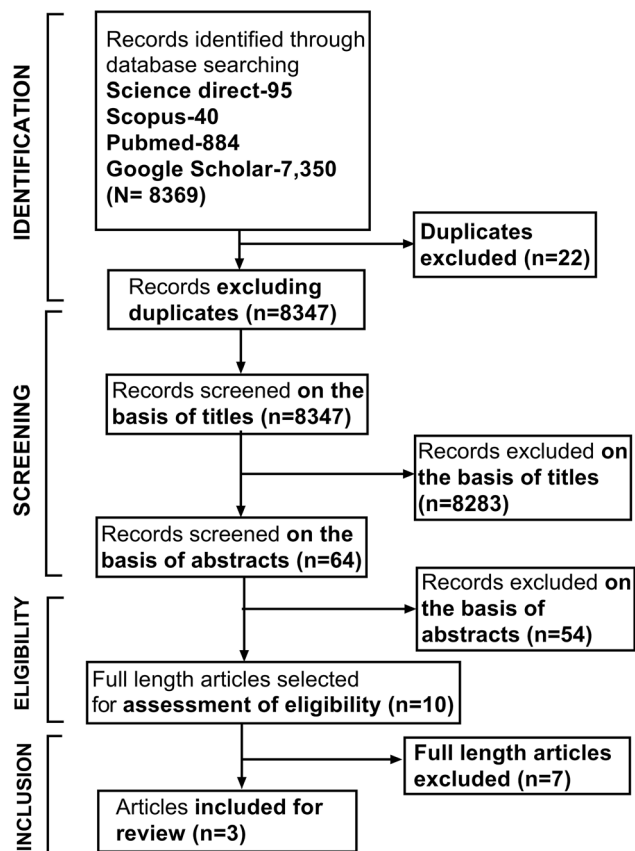 IDENTIFICATION
Records identified through
database searching
Science direct-95
Scopus-40
Pubmed-884
Google Scholar-7,350
(N= 8369)
Duplicates
excluded (n=22)
Records excluding
duplicates (n=8347)
SCREENING
Records screened on the
basis of titles (n=8347)
Records excluded on
the basis of titles
(n=8283)
Records screened on the
basis of abstracts (n=64)
Records excluded on
the basis of
abstracts (n=54)
ELIGIBILITY
Full length articles selected
for assessment of eligibility (n=10)
INCLUSION
Full length articles
excluded (n=7)
Articles included for
review (n=3)